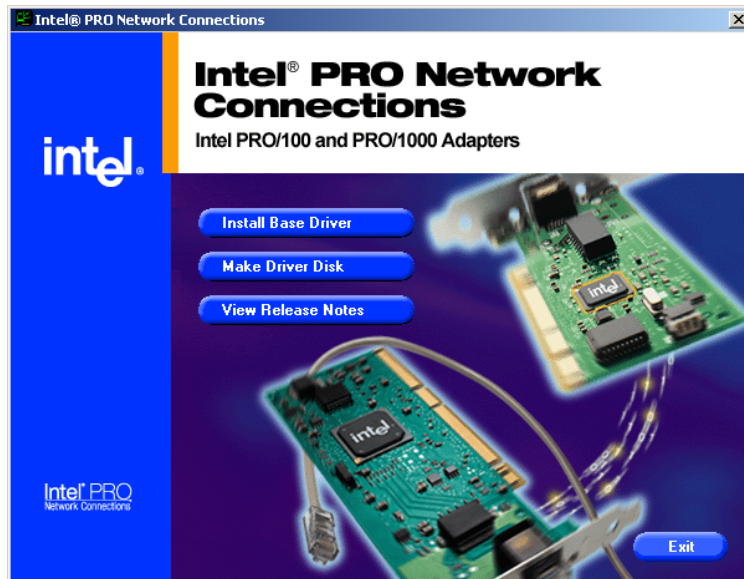 Intel® PRO Network Connections
Intel® PRO Network
Connections
Intel PRO/100 and PRO/1000 Adapters
intel.
Install Base Driver
Make Driver Disk
View Release Notes
intel
intel
Intel® PRO
Network Connections
Exit